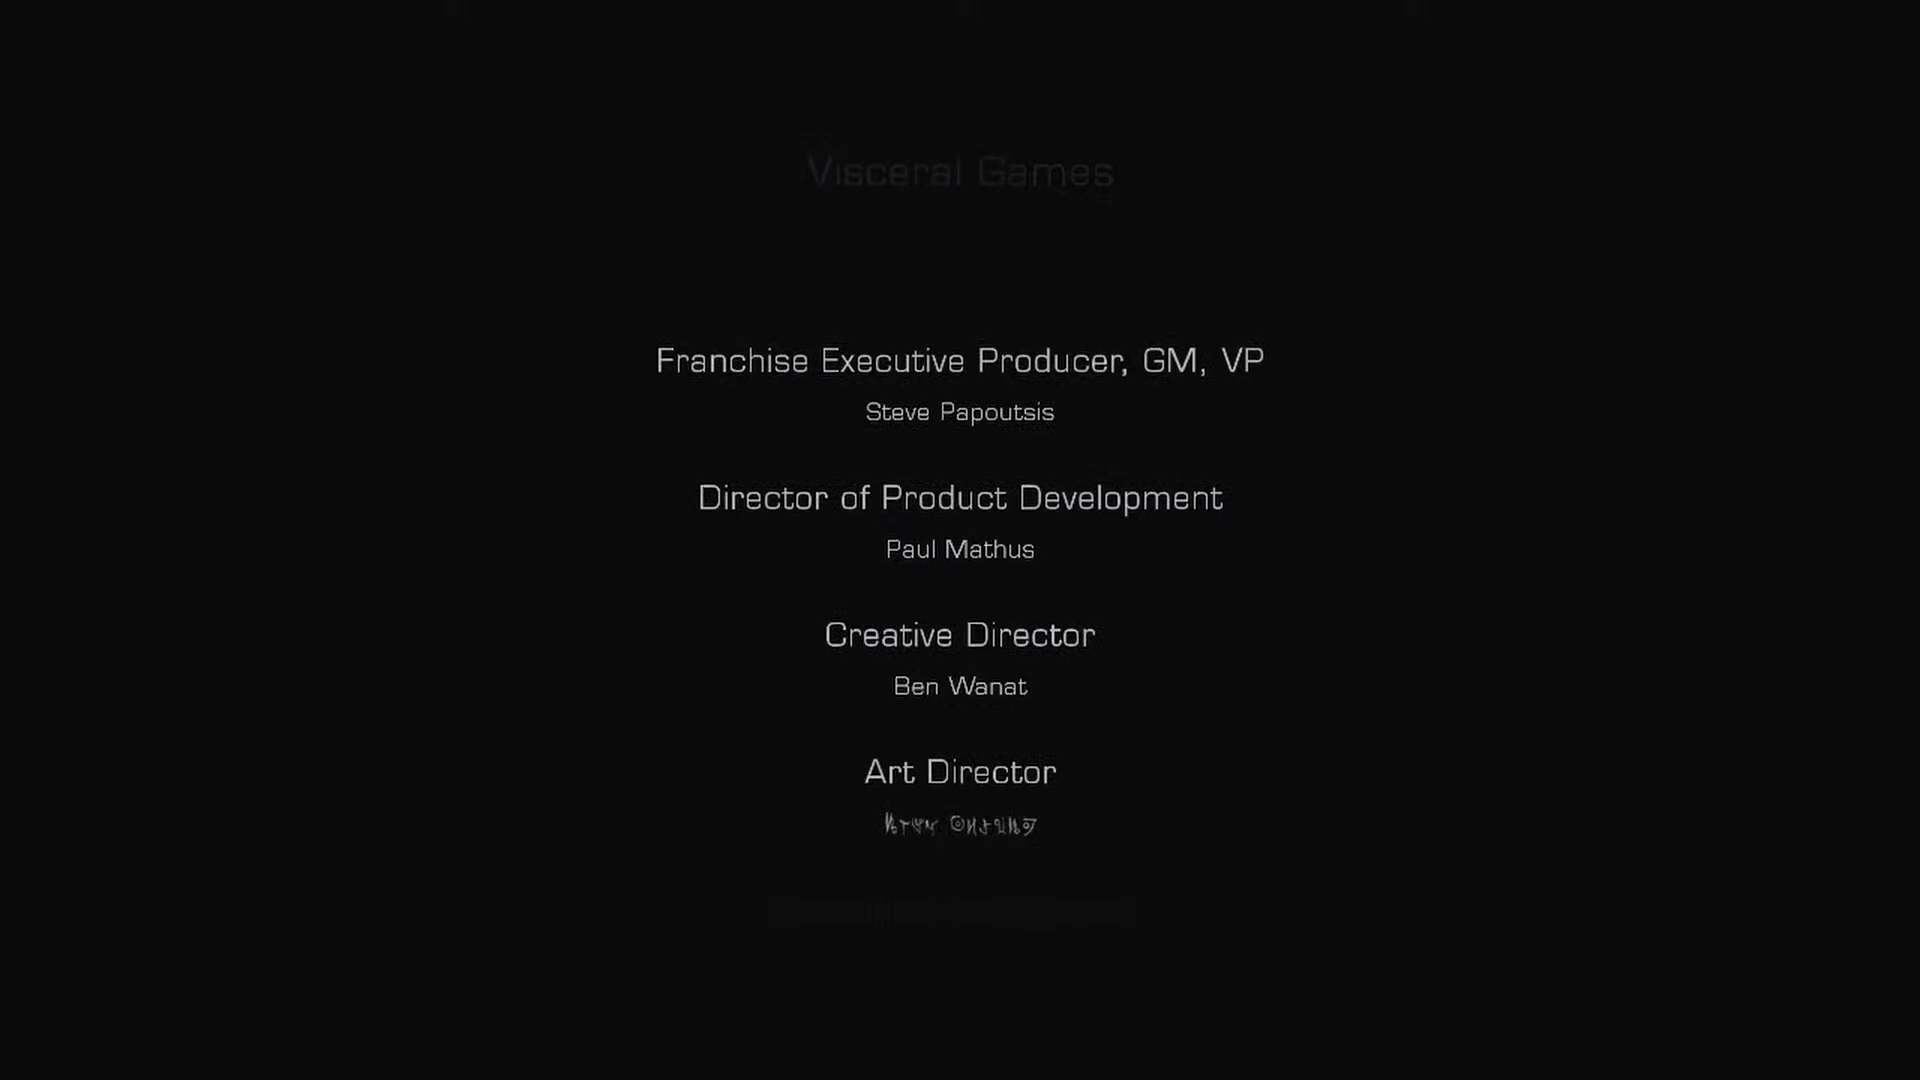 Visceral Games
Franchise Executive Producer, GM, VP
Steve Papoutsis
Director of Product Development
Paul Mathus
Creative Director
Ben Wanat
Art Director